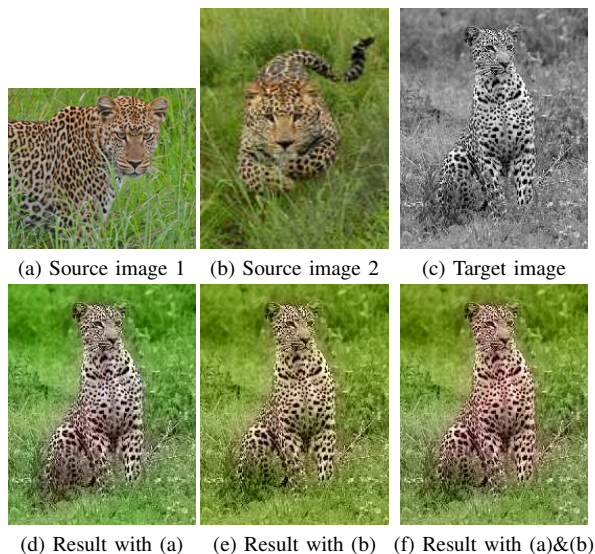 (a) Source image 1
(b) Source image 2
(c) Target image
(d) Result with (a)
(e) Result with (b)
(f) Result with (a)&(b)